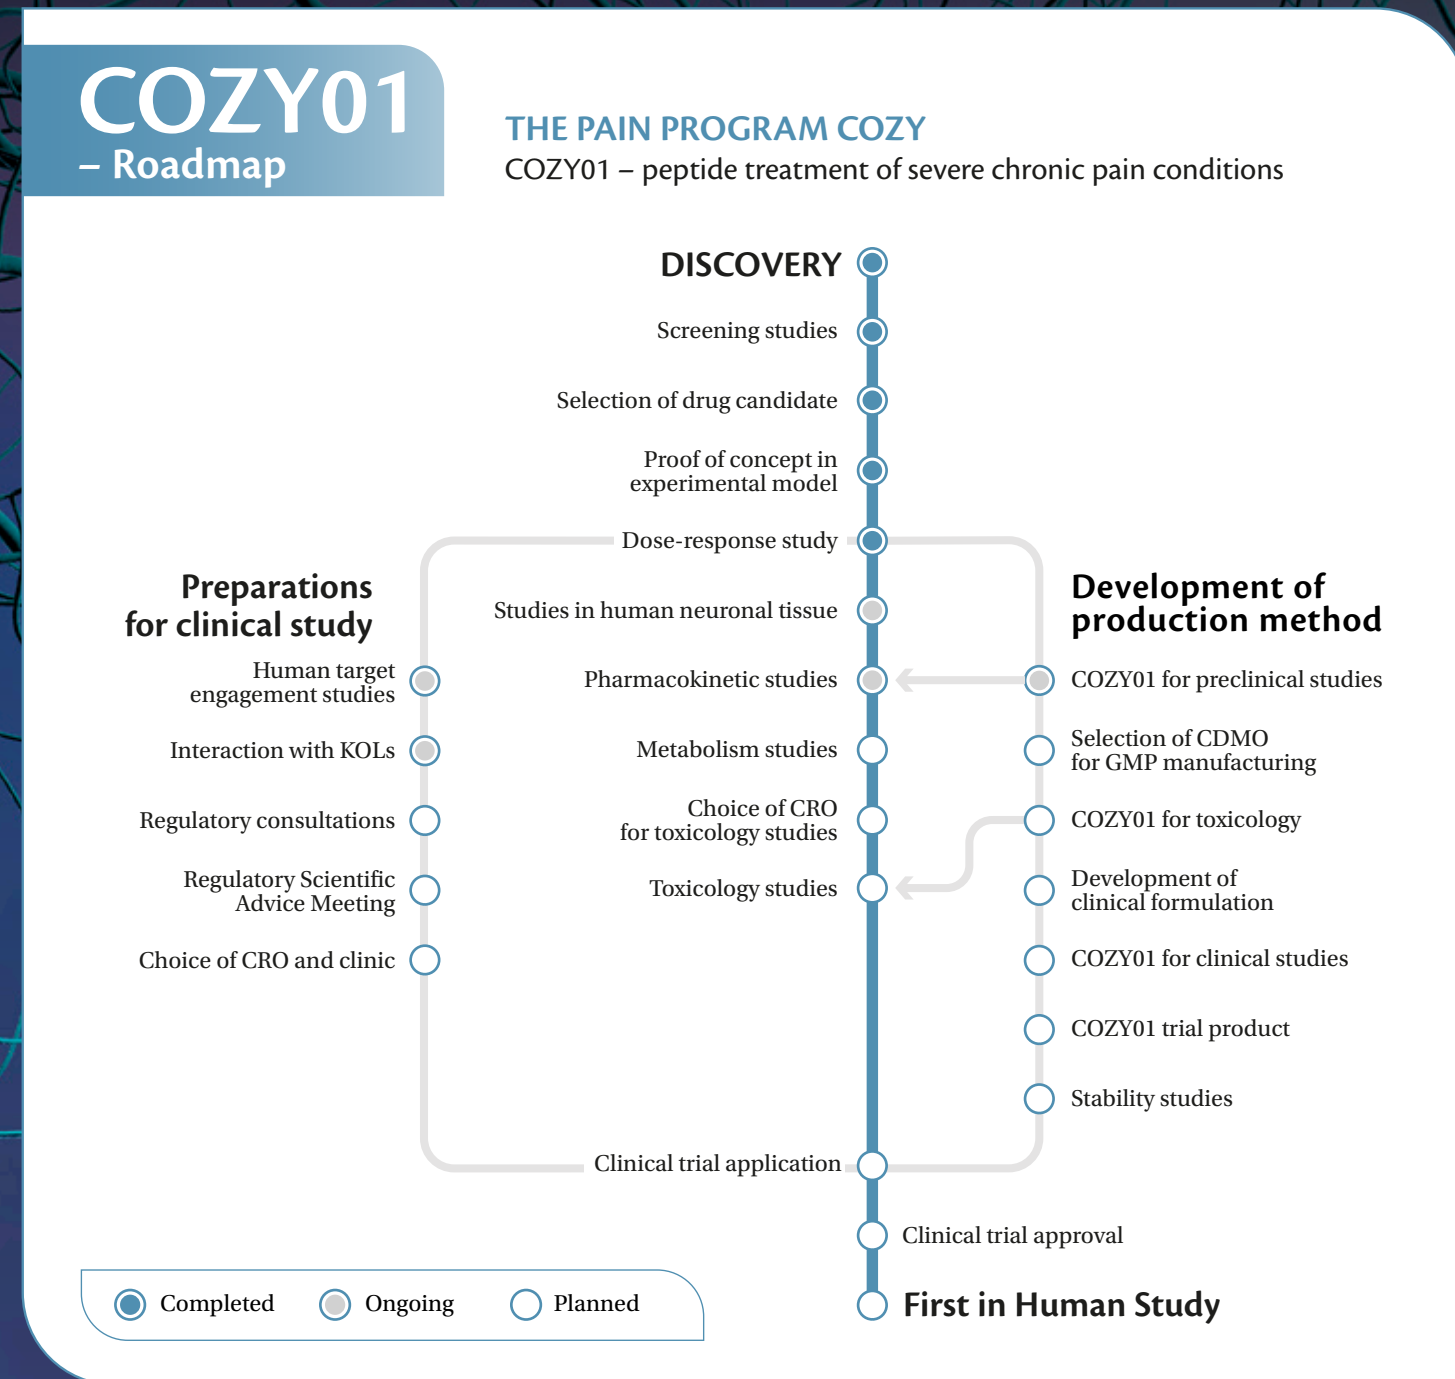 COZY01
– Roadmap
THE PAIN PROGRAM COZY
COZY01 – peptide treatment of severe chronic pain conditions
DISCOVERY
Screening studies
Selection of drug candidate
Proof of concept in
experimental model
Dose-response study
Studies in human neuronal tissue
Pharmacokinetic studies
Metabolism studies
Choice of CRO
for toxicology studies
Toxicology studies
Preparations
for clinical study
Human target
engagement studies
Interaction with KOLs
Regulatory consultations
Regulatory Scientific
Advice Meeting
Choice of CRO and clinic
Development of
production method
COZY01 for preclinical studies
Selection of CDMO
for GMP manufacturing
COZY01 for toxicology
Development of
clinical formulation
COZY01 for clinical studies
COZY01 trial product
Stability studies
Clinical trial application
Clinical trial approval
First in Human Study
Completed
Ongoing
Planned